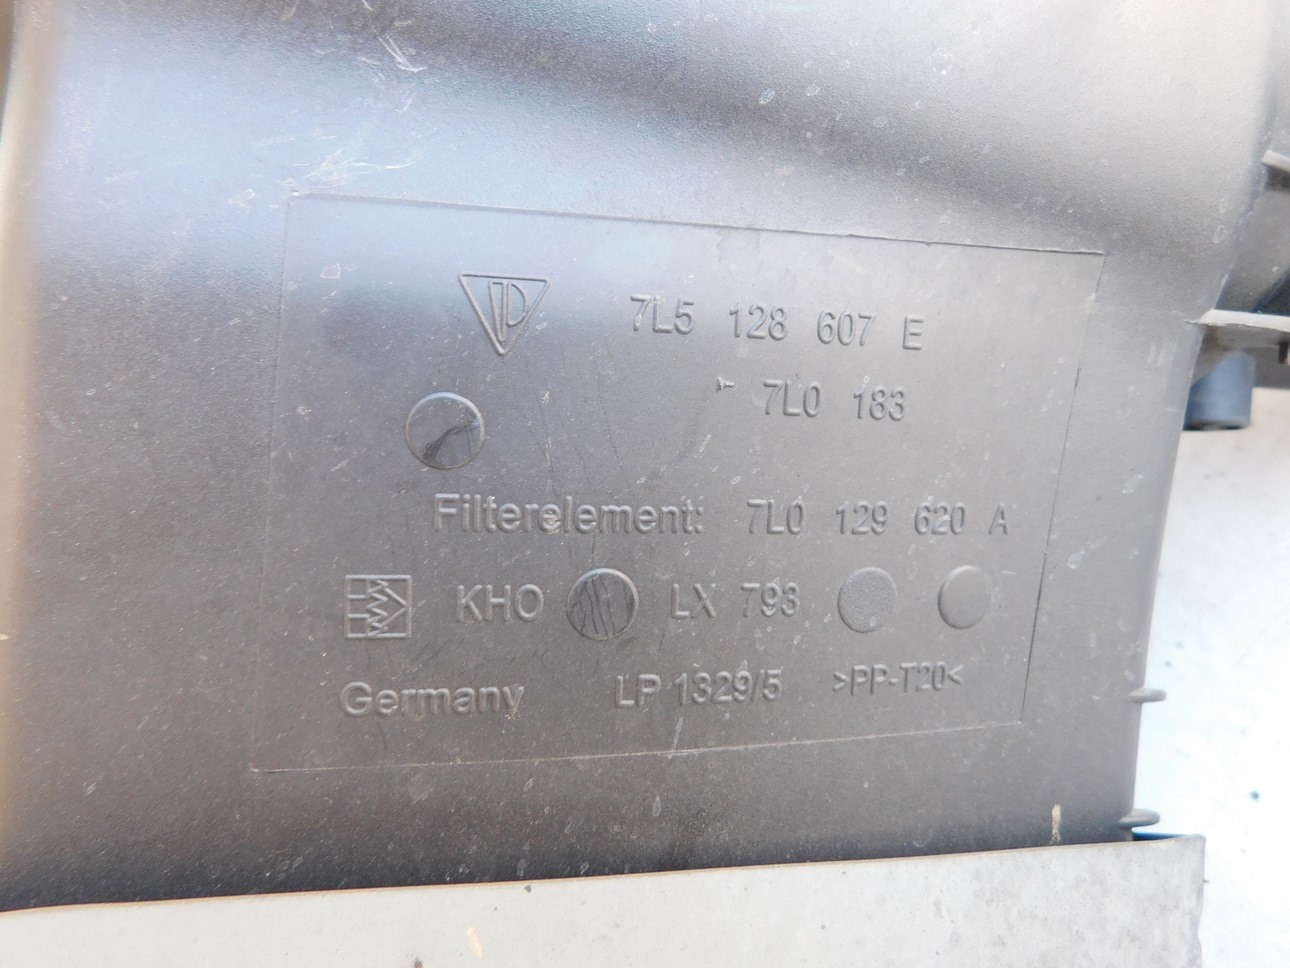 7L5 128 607 E
7L0 183
Filterelement: 7L0 129 620 A
KHO LX 793
Germany LP 1329/5 >PP-T20<